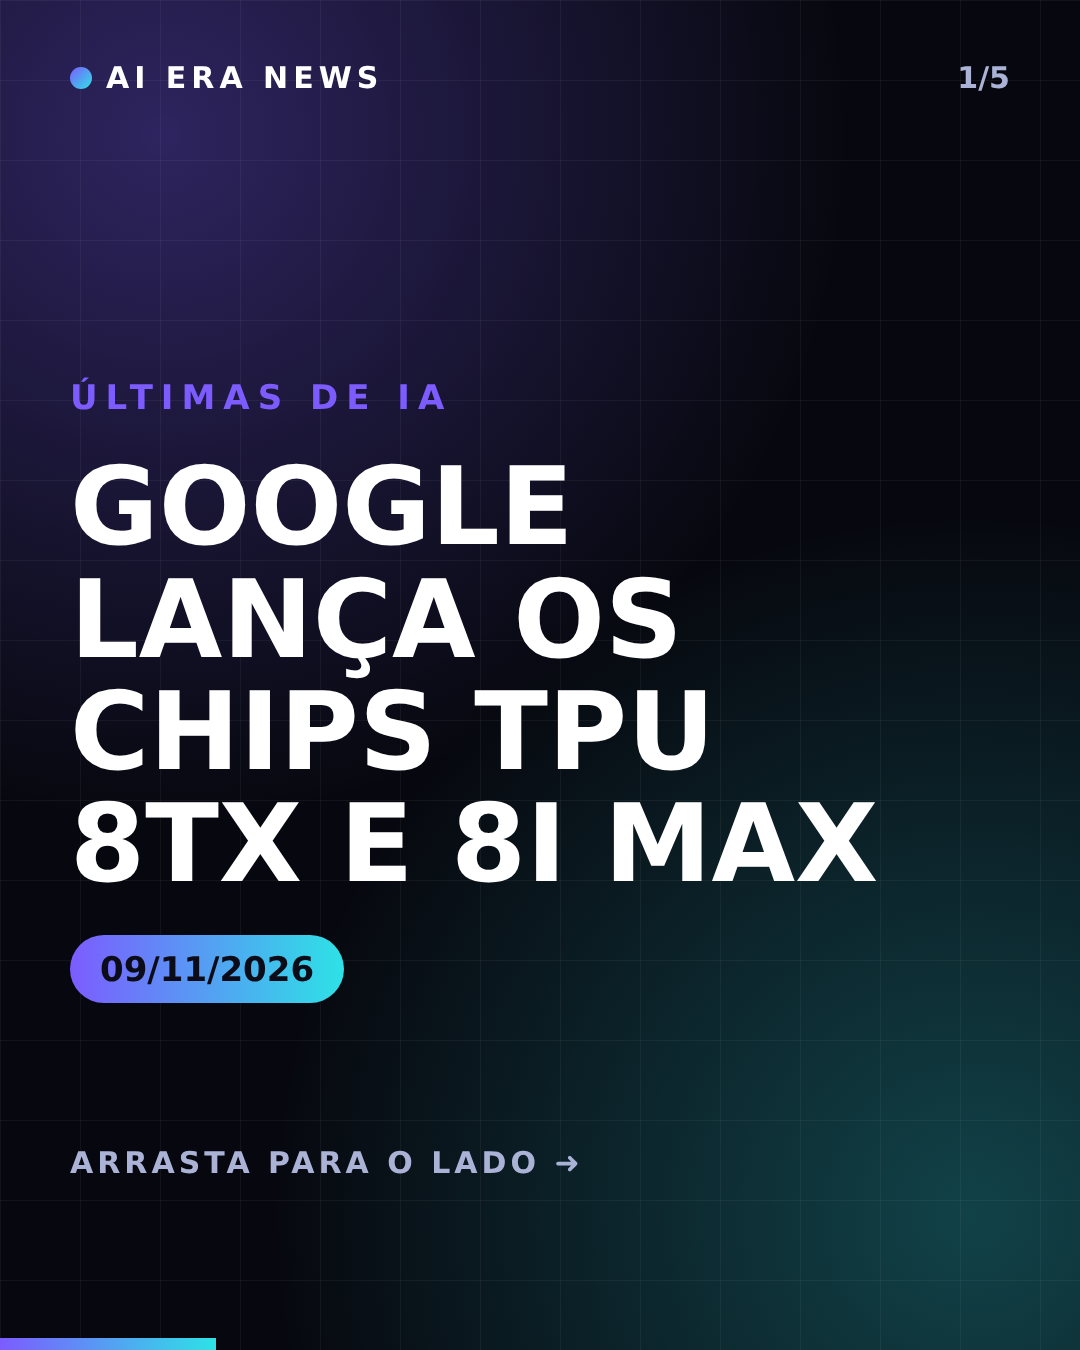 AI ERA NEWS
1/5
ÚLTIMAS DE IA
GOOGLE
LANÇA OS
CHIPS TPU
8TX E 8I MAX
09/11/2026
ARRASTA PARA O LADO →